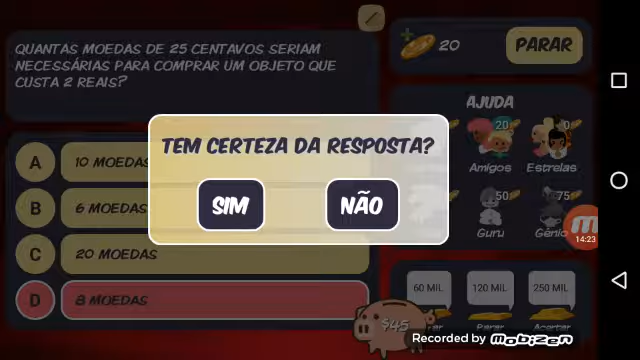 QUANTAS MOEDAS DE 25 CENTAVOS SERIAM
NECESSÁRIAS PARA COMPRAR UM OBJETO QUE
CUSTA 2 REAIS?
20
PARAR
AJUDA
TEM CERTEZA DA RESPOSTA?
SIM
NÃO
A
10 MOEDAS
B
6 MOEDAS
C
20 MOEDAS
D
8 MOEDAS
20
Amigos
Estrelas
50
75
Guru
Gênio
14:23
60 MIL
120 MIL
250 MIL
Parar
Acertar
$45
Recorded by mobizen